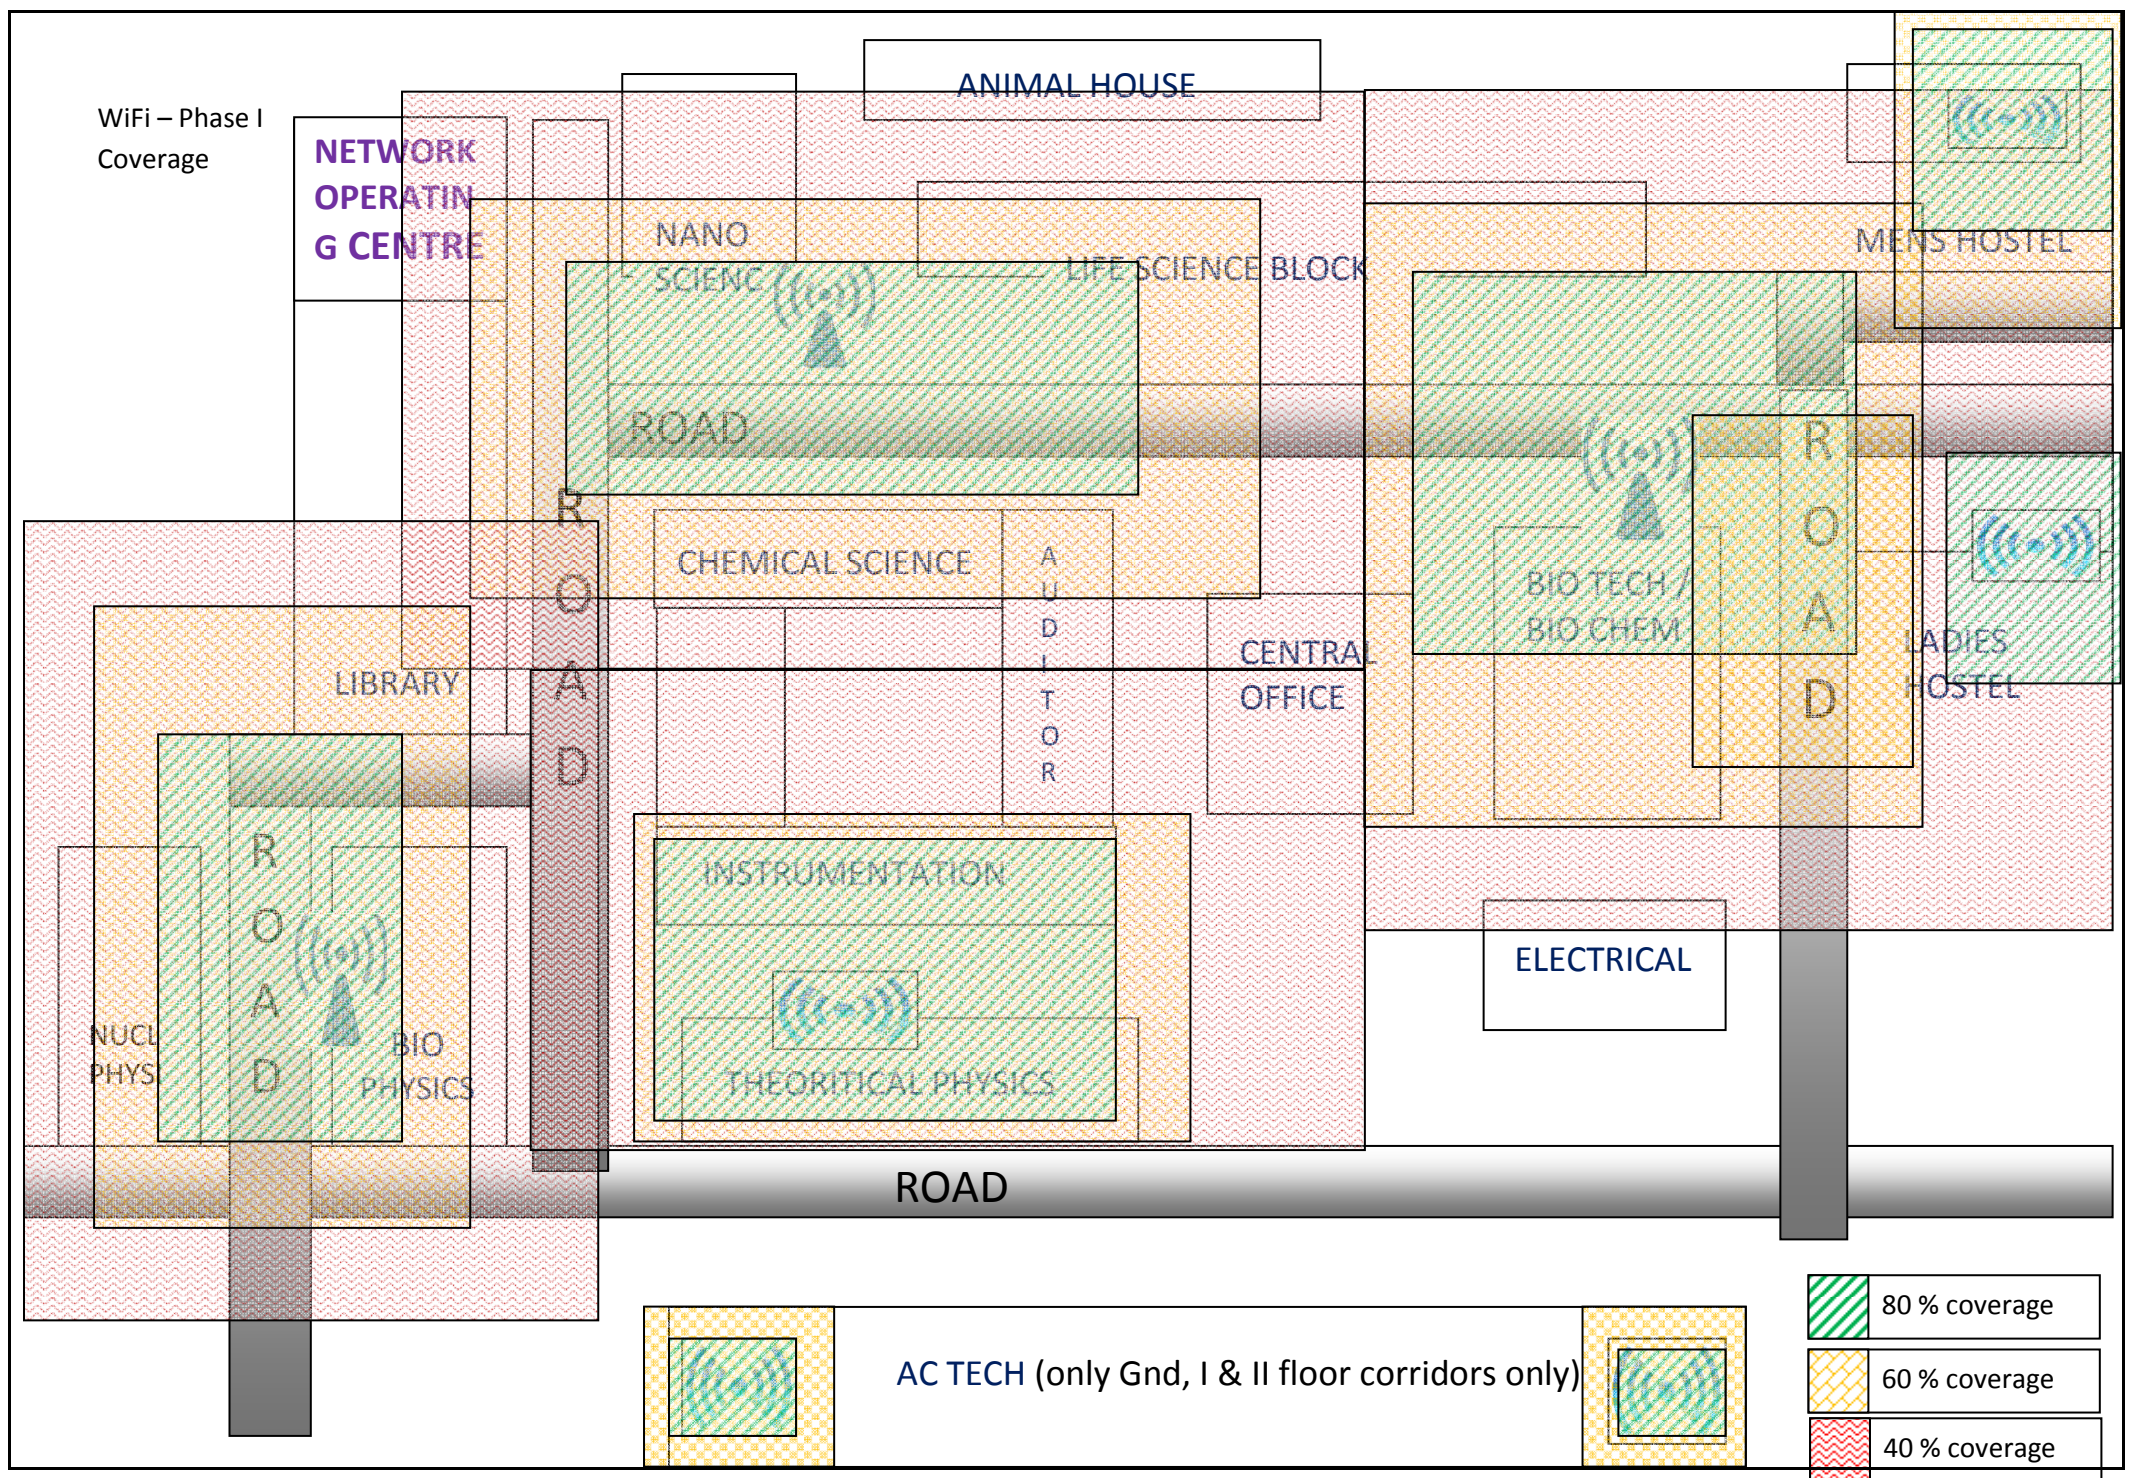 WiFi – Phase I
Coverage
ANIMAL HOUSE
NETWORK
OPERATIN
G CENTRE
NANO
SCIENC
LIFE SCIENCE BLOCK
MENS HOSTEL
ROAD
R
O
A
D
R
O
A
D
CHEMICAL SCIENCE
A
U
D
I
T
O
R
BIO TECH /
BIO CHEM
CENTRAL
OFFICE
LADIES
HOSTEL
LIBRARY
R
O
A
D
INSTRUMENTATION
ELECTRICAL
NUCL
PHYS
BIO
PHYSICS
THEORITICAL PHYSICS
ROAD
AC TECH (only Gnd, I & II floor corridors only)
80 % coverage
60 % coverage
40 % coverage